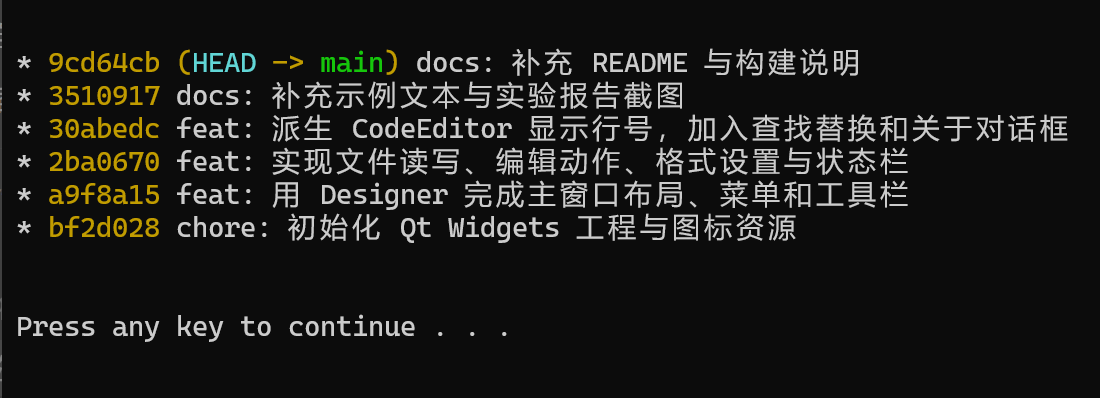 * 9cd64cb (HEAD -> main) docs: 补充 README 与构建说明
* 3510917 docs: 补充示例文本与实验报告截图
* 30abedc feat: 派生 CodeEditor 显示行号，加入查找替换和关于对话框
* 2ba0670 feat: 实现文件读写、编辑动作、格式设置与状态栏
* a9f8a15 feat: 用 Designer 完成主窗口布局、菜单和工具栏
* bf2d028 chore: 初始化 Qt Widgets 工程与图标资源
Press any key to continue . . .